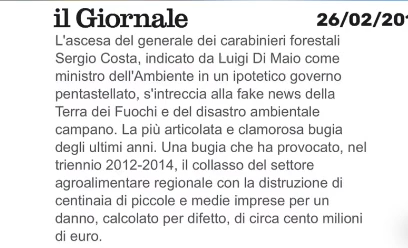 il Giornale 26/02/201
L'ascesa del generale dei carabinieri forestali
Sergio Costa, indicato da Luigi Di Maio come
ministro dell'Ambiente in un ipotetico governo
pentastellato, s'intreccia alla fake news della
Terra dei Fuochi e del disastro ambientale
campano. La più articolata e clamorosa bugia
degli ultimi anni. Una bugia che ha provocato, nel
triennio 2012-2014, il collasso del settore
agroalimentare regionale con la distruzione di
centinaia di piccole e medie imprese per un
danno, calcolato per difetto, di circa cento milioni
di euro.